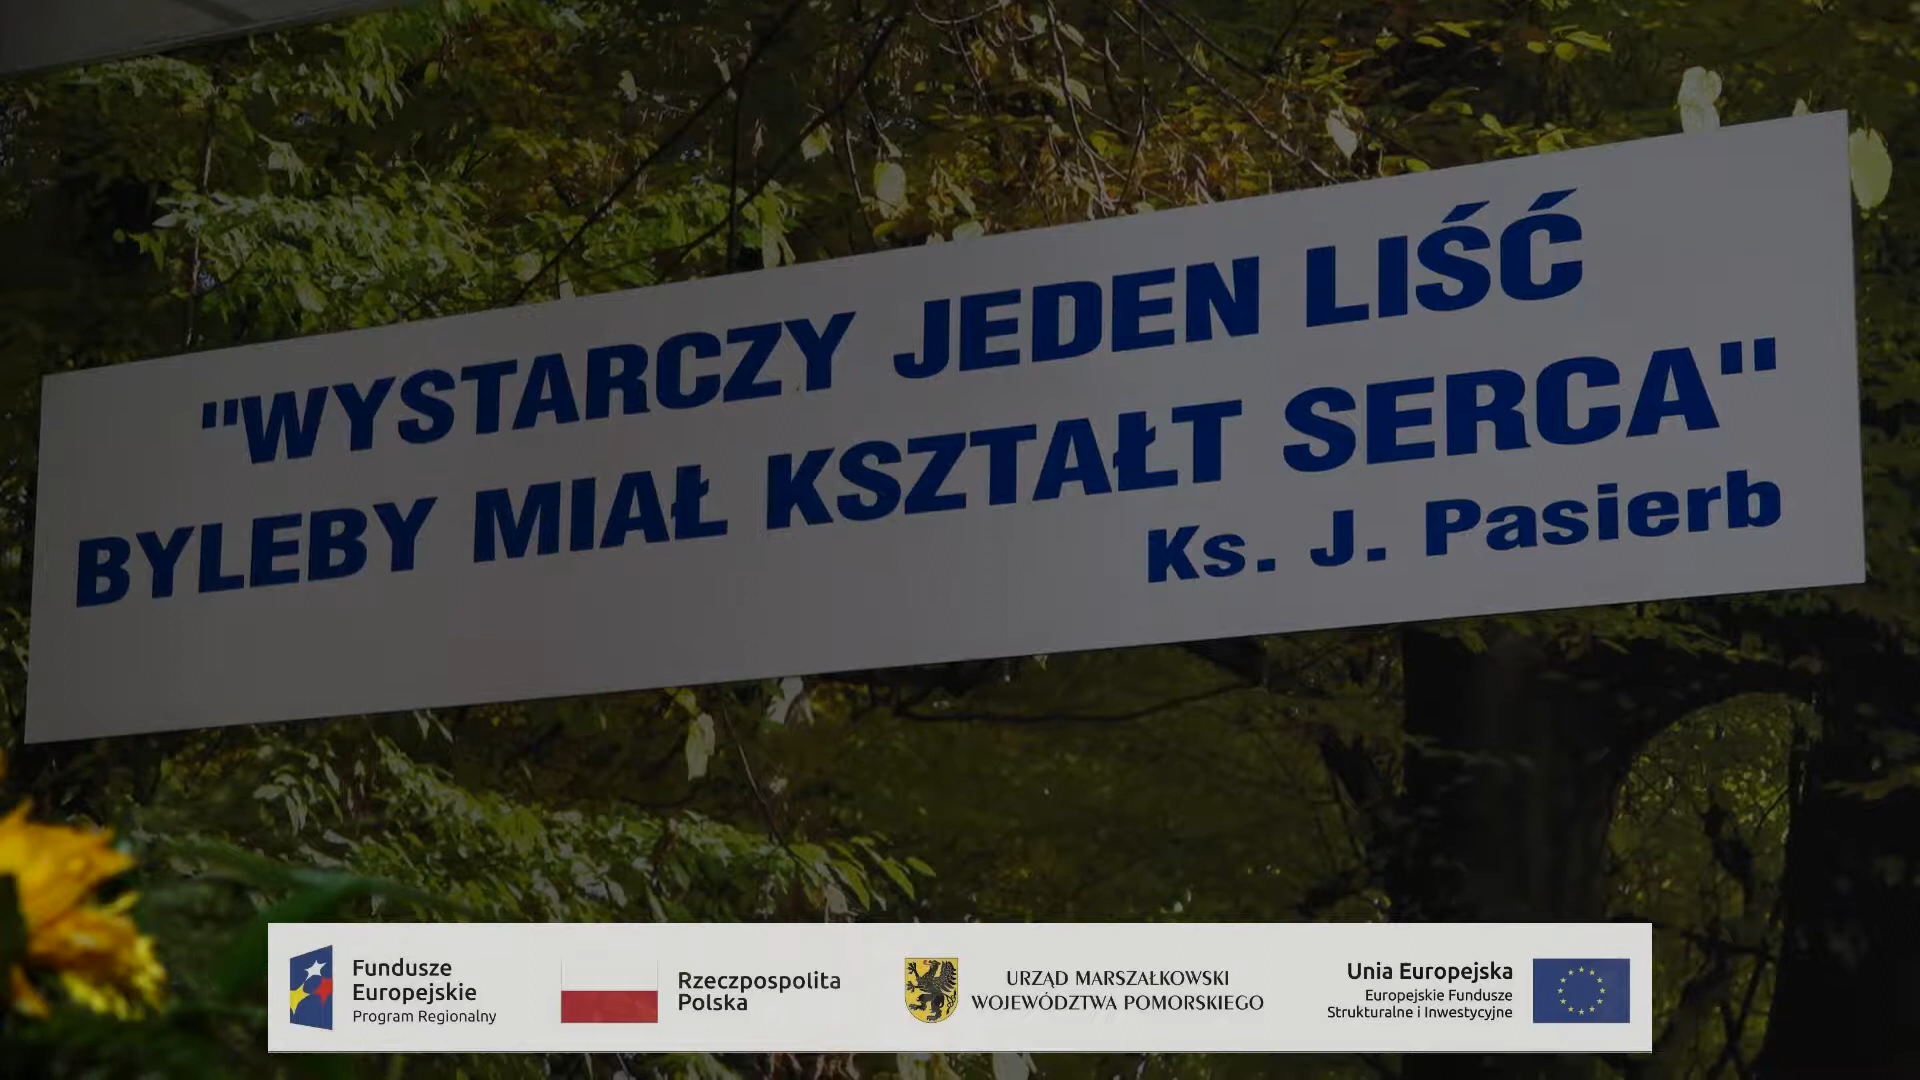 "WYSTARCZY JEDEN LIŚĆ
BYLEBY MIAŁ KSZTAŁT SERCA"
Ks. J. Pasierb
Fundusze
Europejskie
Program Regionalny
Rzeczpospolita
Polska
URZĄD MARSZAŁKOWSKI
WOJEWÓDZTWA POMORSKIEGO
Unia Europejska
Europejskie Fundusze
Strukturalne i Inwestycyjne